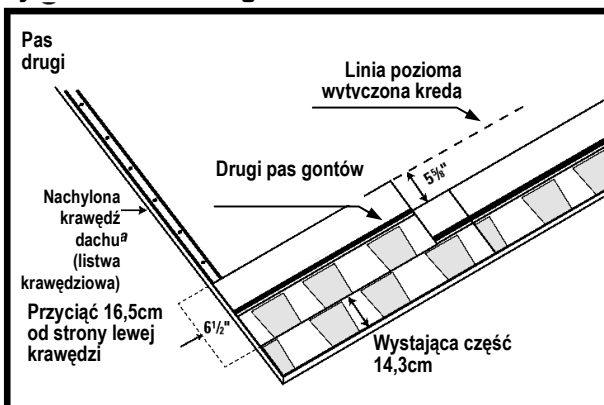 Pas
drugi
Linia pozioma
wytyczona kredą
Drugi pas gontów
5⅝"
Nachylona
krawędź
dachuª
(listwa
krawędziowa)
Przyciąć 16,5cm
od strony lewej
krawędzi
6½"
Wystająca część
14,3cm